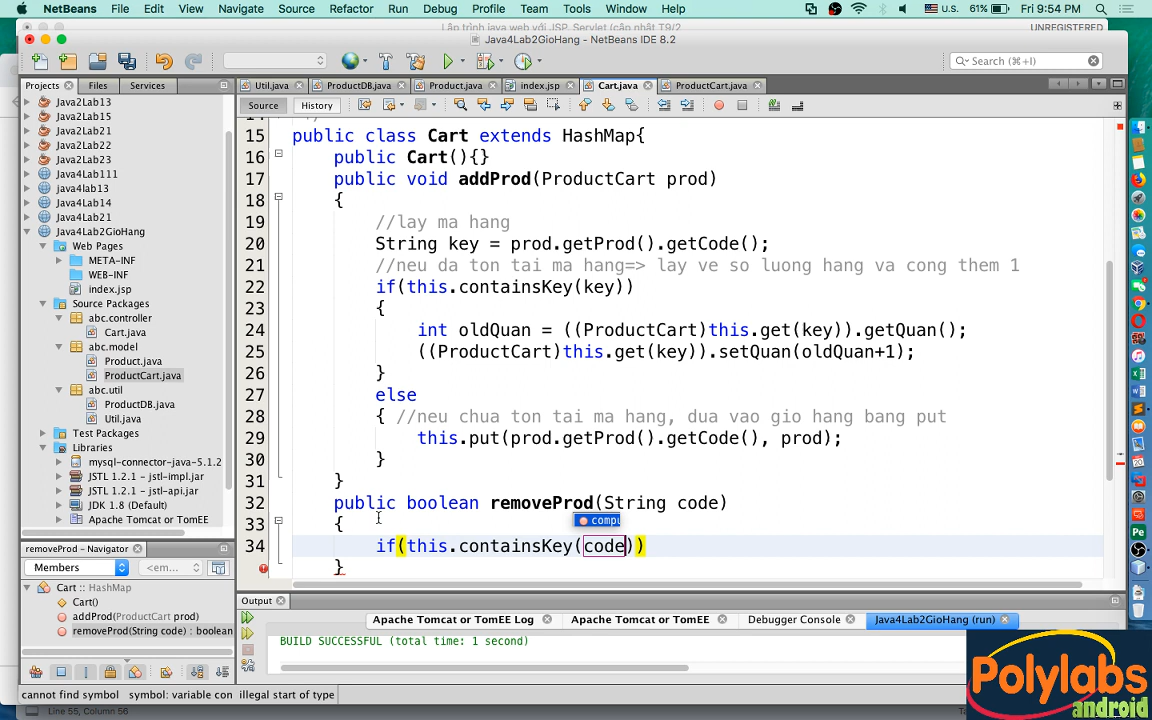 NetBeans File Edit View Navigate Source Refactor Run Debug Profile Team Tools Window Help U.S. 61% Fri 9:54 PM
Lập trình java web với JSP, Servlet (cập nhật T9/2 UNREGISTERED
Java4Lab2GioHang - NetBeans IDE 8.2
Search (⌘+I)
Projects Files Services
Util.java ProductDB.java Product.java index.jsp Cart.java ProductCart.java
Source History
Java2Lab13
Java2Lab15
Java2Lab21
Java2Lab22
Java2Lab23
Java4Lab111
java4lab13
Java4Lab14
Java4Lab21
Java4Lab2GioHang
Web Pages
META-INF
WEB-INF
index.jsp
Source Packages
abc.controller
Cart.java
abc.model
Product.java
ProductCart.java
abc.util
ProductDB.java
Util.java
Test Packages
Libraries
mysql-connector-java-5.1.2
JSTL 1.2.1 - jstl-impl.jar
JSTL 1.2.1 - jstl-api.jar
JDK 1.8 (Default)
Apache Tomcat or TomEE
15 public class Cart extends HashMap{
16 public Cart(){}
17 public void addProd(ProductCart prod)
18 {
19 //lay ma hang
20 String key = prod.getProd().getCode();
21 //neu da ton tai ma hang=> lay ve so luong hang va cong them 1
22 if(this.containsKey(key))
23 {
24 int oldQuan = ((ProductCart)this.get(key)).getQuan();
25 ((ProductCart)this.get(key)).setQuan(oldQuan+1);
26 }
27 else
28 { //neu chua ton tai ma hang, dua vao gio hang bang put
29 this.put(prod.getProd().getCode(), prod);
30 }
31 }
32 public boolean removeProd(String code)
33 {
compu
34 if(this.containsKey(code))
}
removeProd - Navigator
Members <em...
Cart :: HashMap
Cart()
addProd(ProductCart prod)
removeProd(String code) : boolean
Output
Apache Tomcat or TomEE Log Apache Tomcat or TomEE Debugger Console Java4Lab2GioHang (run)
BUILD SUCCESSFUL (total time: 1 second)
cannot find symbol symbol: variable con illegal start of type
Line 55, Column 56
Polylabs
android